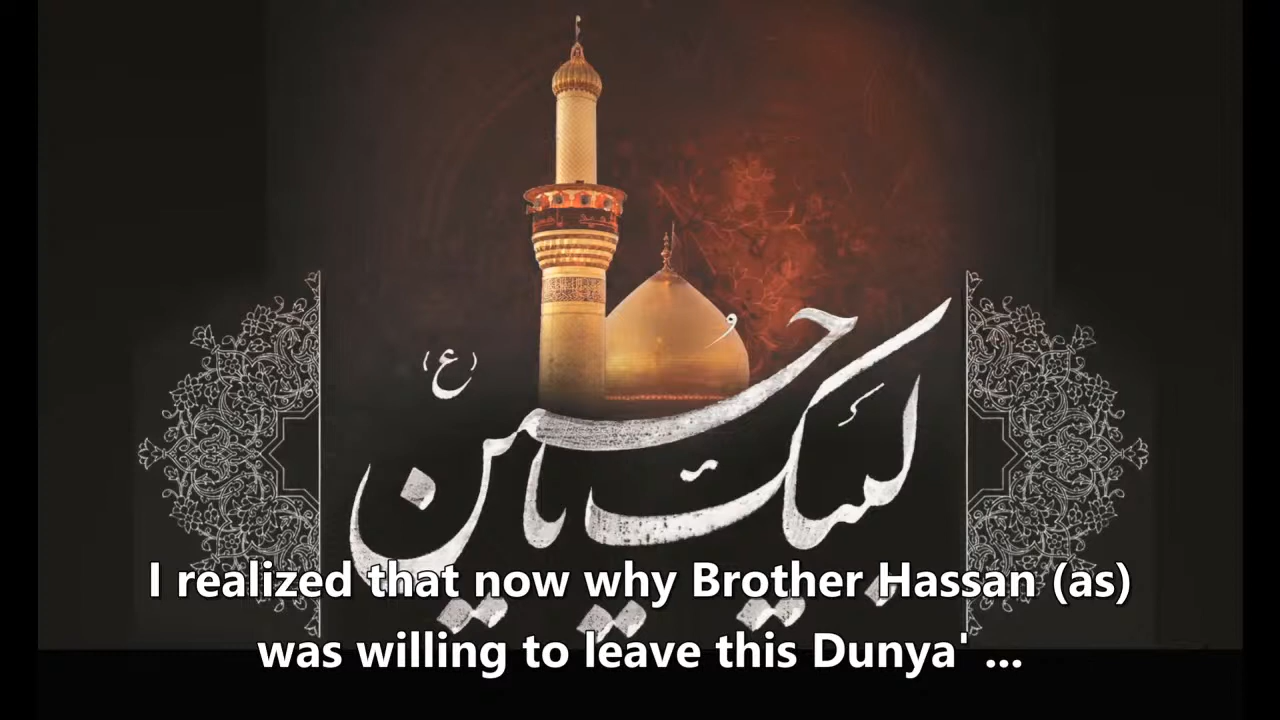 (ع)
لبیک یا حسین
I realized that now why Brother Hassan (as)
was willing to leave this Dunya' ...